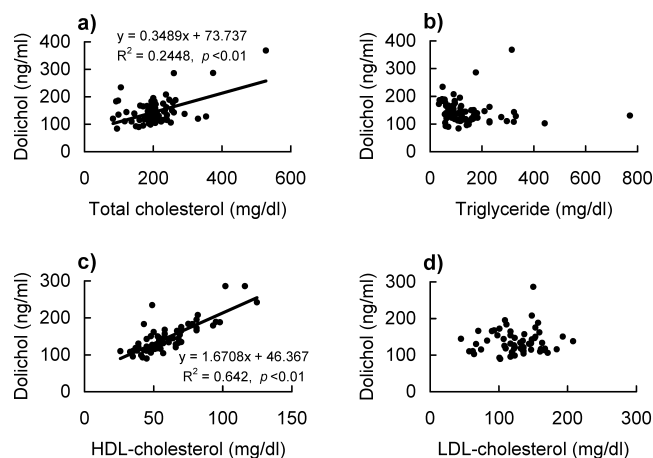 a)
y = 0.3489x + 73.737
R² = 0.2448, p<0.01
Dolichol (ng/ml)
400
300
200
100
0
0 200 400 600
Total cholesterol (mg/dl)
b)
Dolichol (ng/ml)
400
300
200
100
0
0 200 400 600 800
Triglyceride (mg/dl)
c)
Dolichol (ng/ml)
300
200
100
0
y = 1.6708x + 46.367
R² = 0.642, p<0.01
0 50 100 150
HDL-cholesterol (mg/dl)
d)
Dolichol (ng/ml)
300
200
100
0
0 100 200 300
LDL-cholesterol (mg/dl)